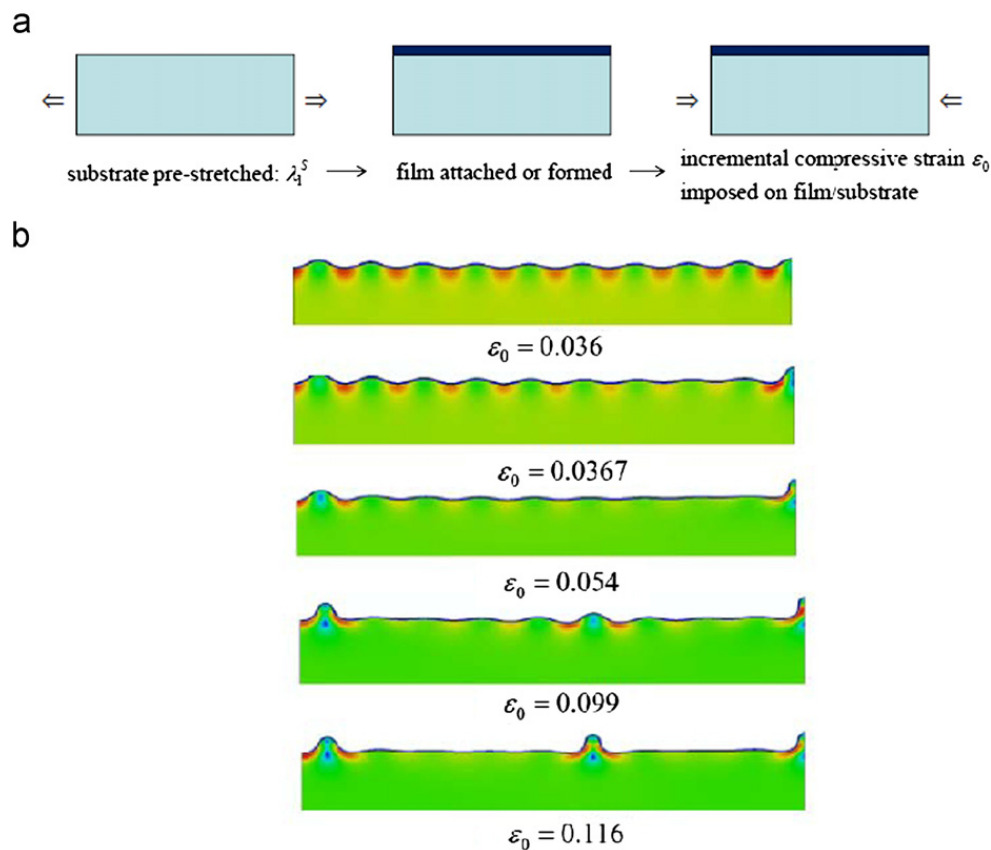 a
⇐ ⇒ ⇒ ⇐
substrate pre-stretched: λ₁ˢ → film attached or formed → incremental compressive strain ε₀
imposed on film/substrate
b
ε₀ = 0.036
ε₀ = 0.0367
ε₀ = 0.054
ε₀ = 0.099
ε₀ = 0.116